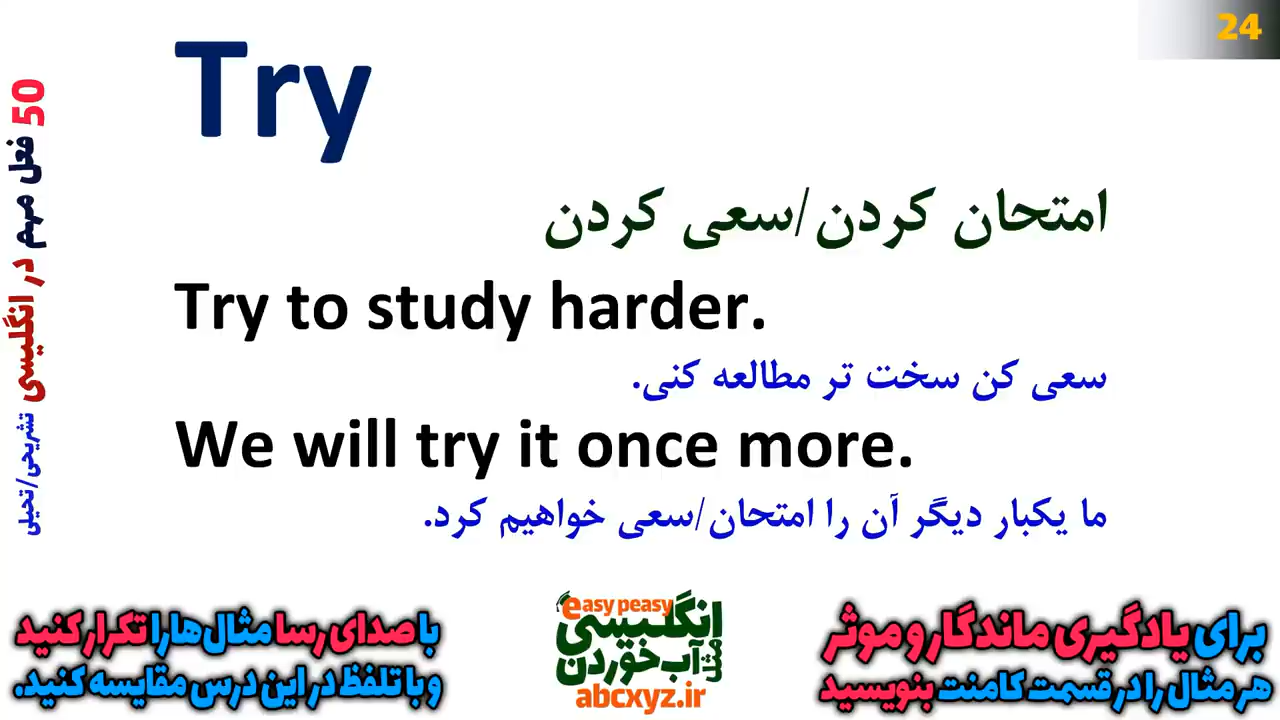 24
50 فعل مهم در انگلیسی تشریحی/تحیلی
Try
امتحان کردن/سعی کردن
Try to study harder.
سعی کن سخت تر مطالعه کنی.
We will try it once more.
ما یکبار دیگر آن را امتحان/سعی خواهیم کرد.
برای یادگیری ماندگار و موثر
هر مثال را در قسمت کامنت بنویسید
easy peasy
انگلیسی
مثل آب خوردن
abcxyz.ir
با صدای رسا مثال‌ها را تکرار کنید
و با تلفظ در این درس مقایسه کنید.